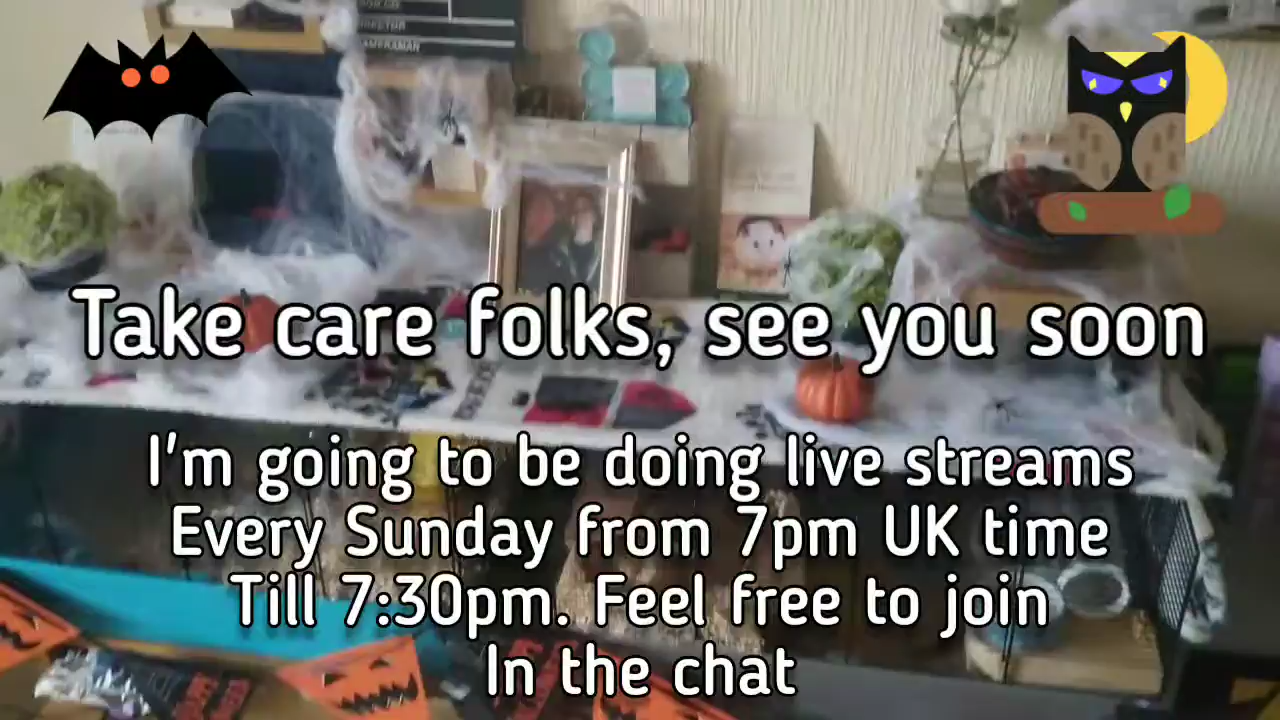 CAMERAMAN
Take care folks, see you soon
I'm going to be doing live streams
Every Sunday from 7pm UK time
Till 7:30pm. Feel free to join
In the chat